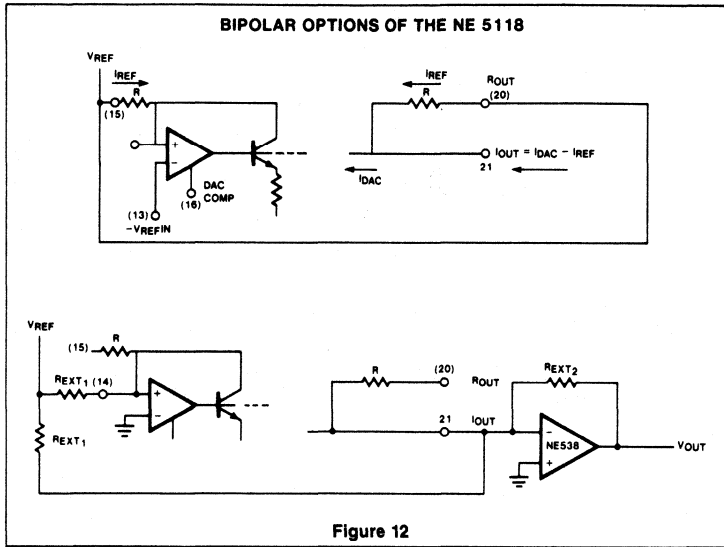 BIPOLAR OPTIONS OF THE NE 5118
VREF
IREF
R
(15)
+
−
(13)
−VREFIN
(16)
DAC
COMP
IREF
R
ROUT
(20)
IOUT = IDAC − IREF
21
IDAC
VREF
(15)
R
REXT1
(14)
+
−
REXT1
R
(20)
ROUT
21
IOUT
REXT2
−
NE538
+
VOUT
Figure 12